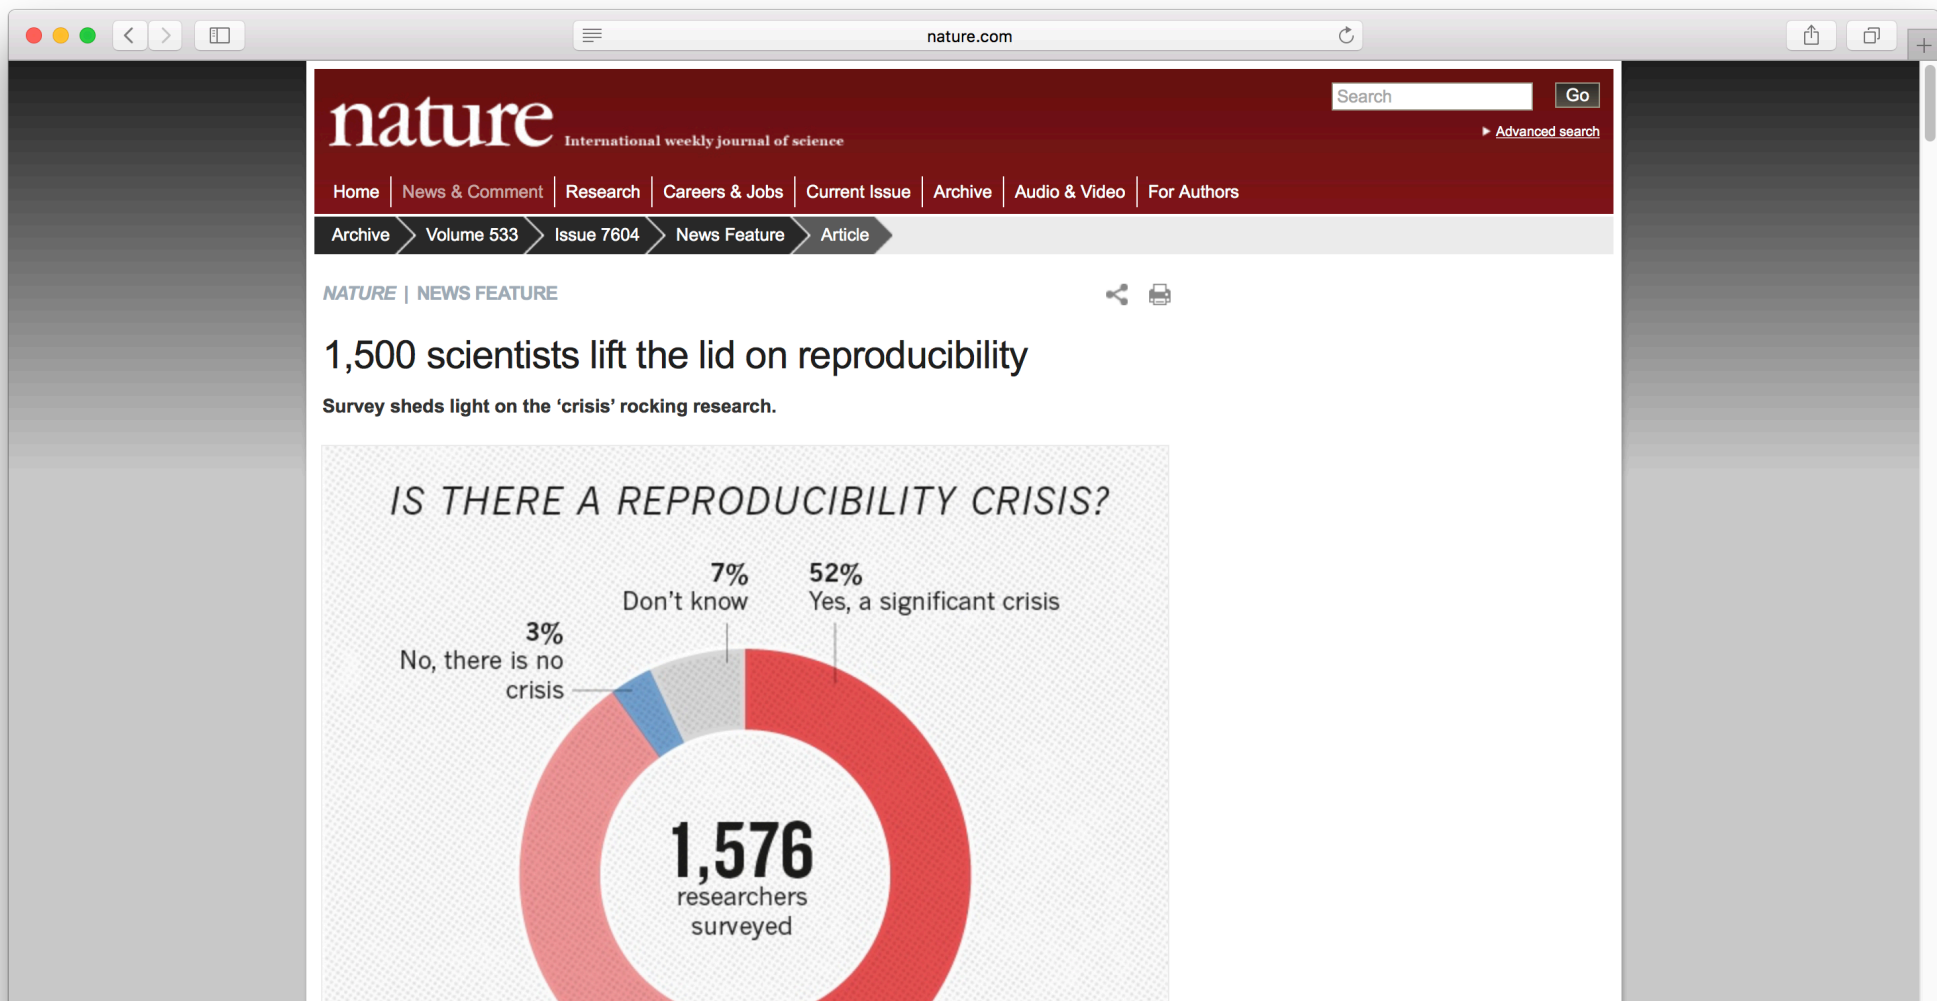 nature.com
nature International weekly journal of science
Search
Go
Advanced search
Home
News & Comment
Research
Careers & Jobs
Current Issue
Archive
Audio & Video
For Authors
Archive
Volume 533
Issue 7604
News Feature
Article
NATURE | NEWS FEATURE
1,500 scientists lift the lid on reproducibility
Survey sheds light on the ‘crisis’ rocking research.
IS THERE A REPRODUCIBILITY CRISIS?
7%
Don’t know
52%
Yes, a significant crisis
3%
No, there is no
crisis
1,576
researchers
surveyed